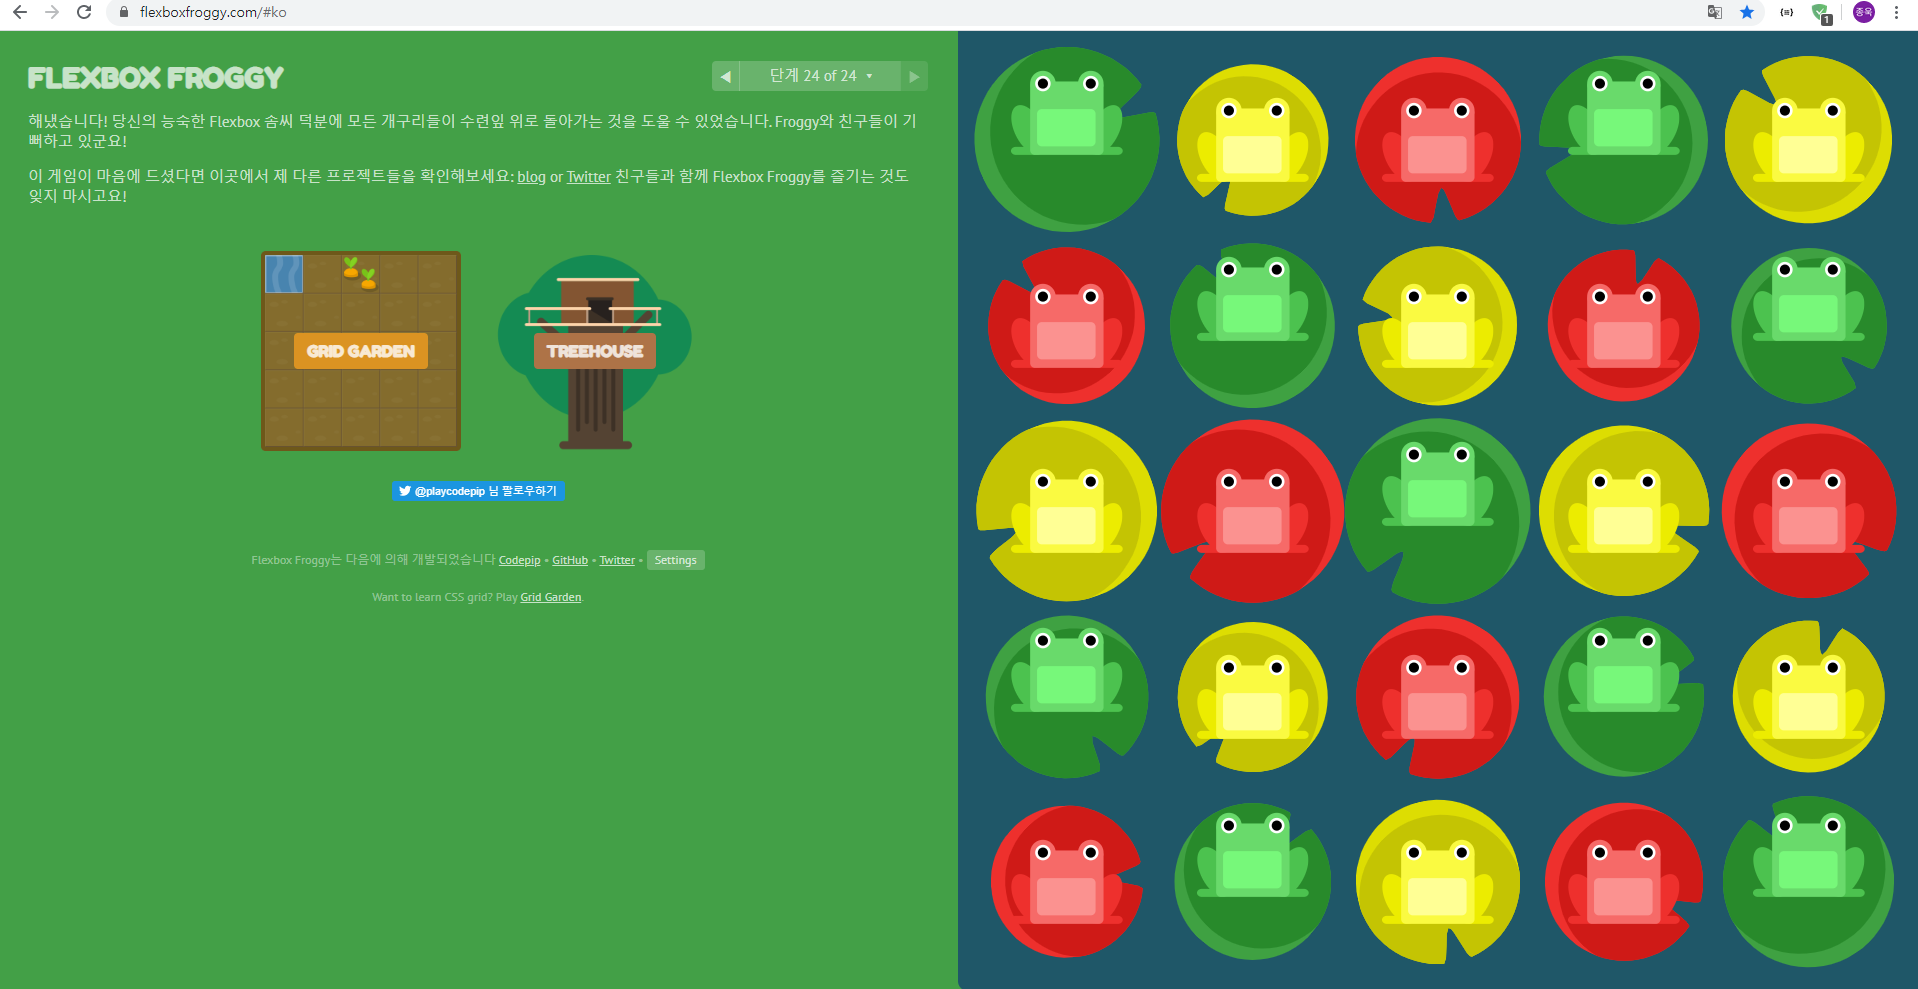 flexboxfroggy.com/#ko
1
종욱
FLEXBOX FROGGY
◀ 단계 24 of 24 ▼ ▶
해냈습니다! 당신의 능숙한 Flexbox 솜씨 덕분에 모든 개구리들이 수련잎 위로 돌아가는 것을 도울 수 있었습니다. Froggy와 친구들이 기
뻐하고 있군요!
이 게임이 마음에 드셨다면 이곳에서 제 다른 프로젝트들을 확인해보세요: blog or Twitter 친구들과 함께 Flexbox Froggy를 즐기는 것도
잊지 마시고요!
GRID GARDEN
TREEHOUSE
@playcodepip 님 팔로우하기
Flexbox Froggy는 다음에 의해 개발되었습니다 Codepip • GitHub • Twitter • Settings
Want to learn CSS grid? Play Grid Garden.